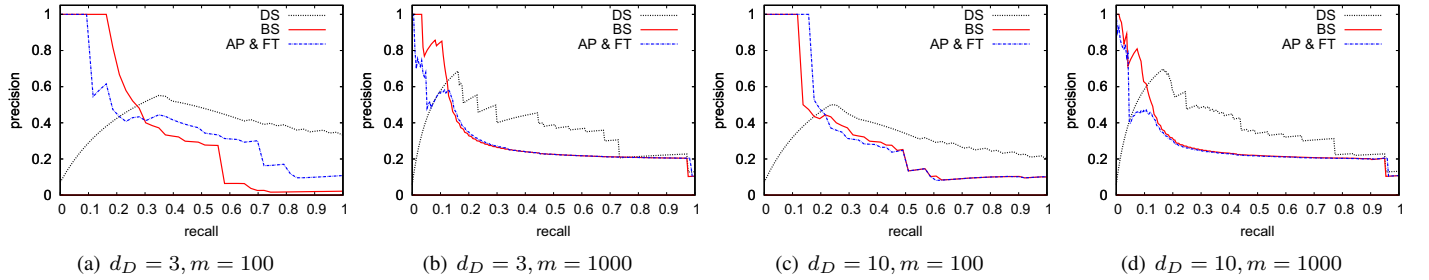 precision
1
0.8
0.6
0.4
0.2
0
0 0.1 0.2 0.3 0.4 0.5 0.6 0.7 0.8 0.9 1
recall
DS
BS
AP & FT
(a) d_D = 3, m = 100
precision
1
0.8
0.6
0.4
0.2
0
0 0.1 0.2 0.3 0.4 0.5 0.6 0.7 0.8 0.9 1
recall
DS
BS
AP & FT
(b) d_D = 3, m = 1000
precision
1
0.8
0.6
0.4
0.2
0
0 0.1 0.2 0.3 0.4 0.5 0.6 0.7 0.8 0.9 1
recall
DS
BS
AP & FT
(c) d_D = 10, m = 100
precision
1
0.8
0.6
0.4
0.2
0
0 0.1 0.2 0.3 0.4 0.5 0.6 0.7 0.8 0.9 1
recall
DS
BS
AP & FT
(d) d_D = 10, m = 1000